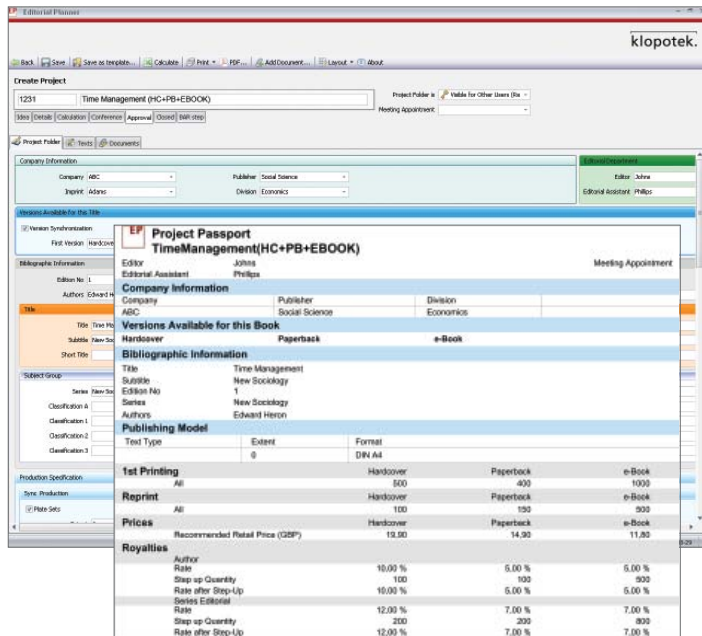 EP Editorial Planner
klopotek.
Back Save Save as template... Calculate Print PDF... Add Document... Layout About
Create Project
1231 Time Management (HC+PB+EBOOK)
Project Folder is Visible for Other Users (Re
Meeting Appointment
Idea Details Calculation Conference Approval Closed BAR step
Project Folder Texts Documents
Company Information Editorial Department
Company ABC Publisher Social Science Editor Johns
Imprint Adams Division Economics Editorial Assistant Phillips
Versions Available for this Title
Version Synchronization
First Version Hardcove
Bibliographic Information
Edition No 1
Authors Edward H
Title
Title Time Ma
Subtitle New Soc
Short Title
Subject Group
Series New Soc
Classification A
Classification 1
Classification 2
Classification 3
Production Specification
Sync Production
Plate Sets
EP Project Passport
TimeManagement(HC+PB+EBOOK)
Editor Johns Meeting Appointment
Editorial Assistant Phillips
Company Information
Company Publisher Division
ABC Social Science Economics
Versions Available for this Book
Hardcover Paperback e-Book
Bibliographic Information
Title Time Management
Subtitle New Sociology
Edition No 1
Series New Sociology
Authors Edward Heron
Publishing Model
Text Type Extent Format
0 DIN A4
1st Printing Hardcover Paperback e-Book
All 500 400 1000
Reprint Hardcover Paperback e-Book
All 100 150 500
Prices Hardcover Paperback e-Book
Recommended Retail Price (GBP) 19,90 14,90 11,80
Royalties
Author
Rate 10,00 % 5,00 % 5,00 %
Step up Quantity 100 100 500
Rate after Step-Up 10,00 % 5,00 % 5,00 %
Series Editorial
Rate 12,00 % 7,00 % 7,00 %
Step up Quantity 200 200 800
Rate after Step-Up 12,00 % 7,00 % 7,00 %